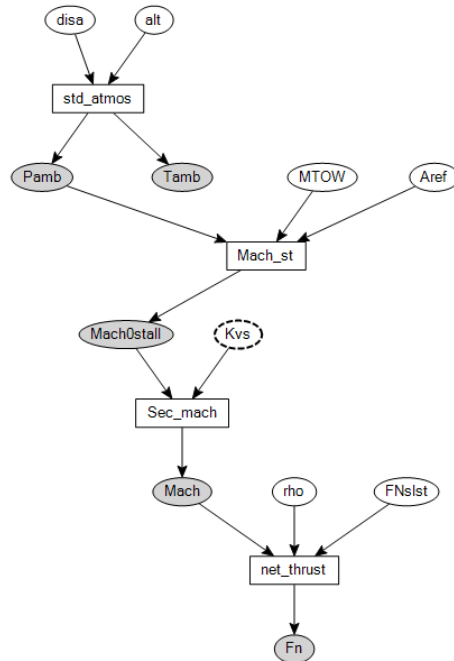 disa alt
std_atmos
Pamb Tamb MTOW Aref
Mach_st
Mach0stall Kvs
Sec_mach
Mach rho FNslst
net_thrust
Fn